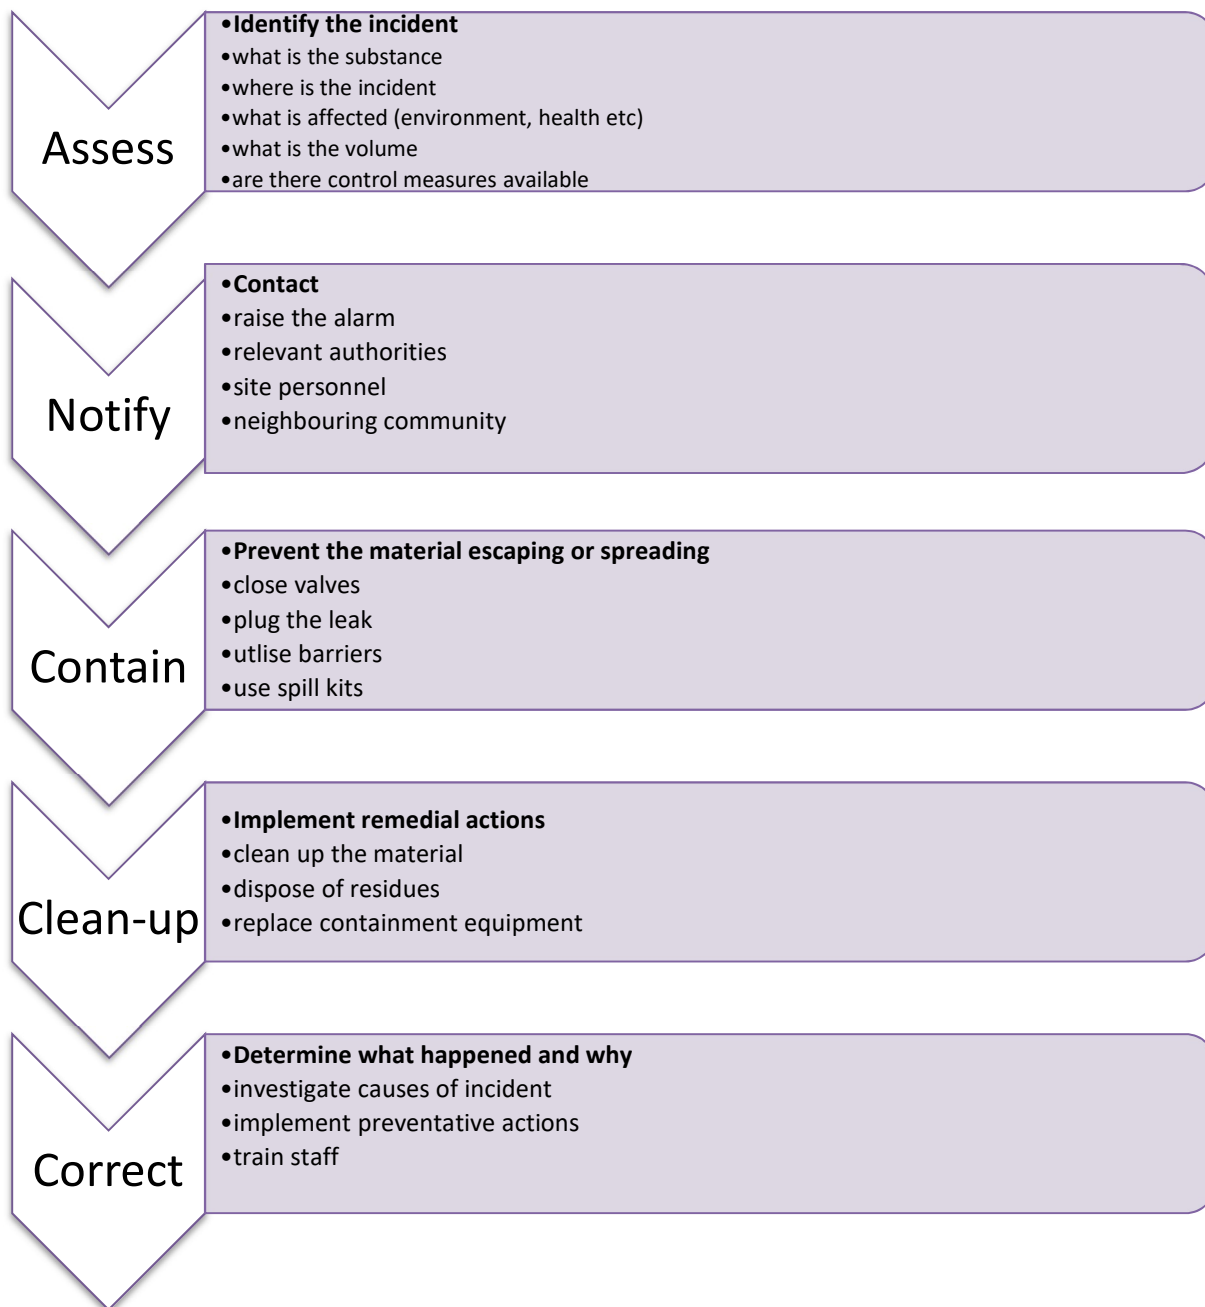 Assess
•Identify the incident
•what is the substance
•where is the incident
•what is affected (environment, health etc)
•what is the volume
•are there control measures available
Notify
•Contact
•raise the alarm
•relevant authorities
•site personnel
•neighbouring community
Contain
•Prevent the material escaping or spreading
•close valves
•plug the leak
•utlise barriers
•use spill kits
Clean-up
•Implement remedial actions
•clean up the material
•dispose of residues
•replace containment equipment
Correct
•Determine what happened and why
•investigate causes of incident
•implement preventative actions
•train staff